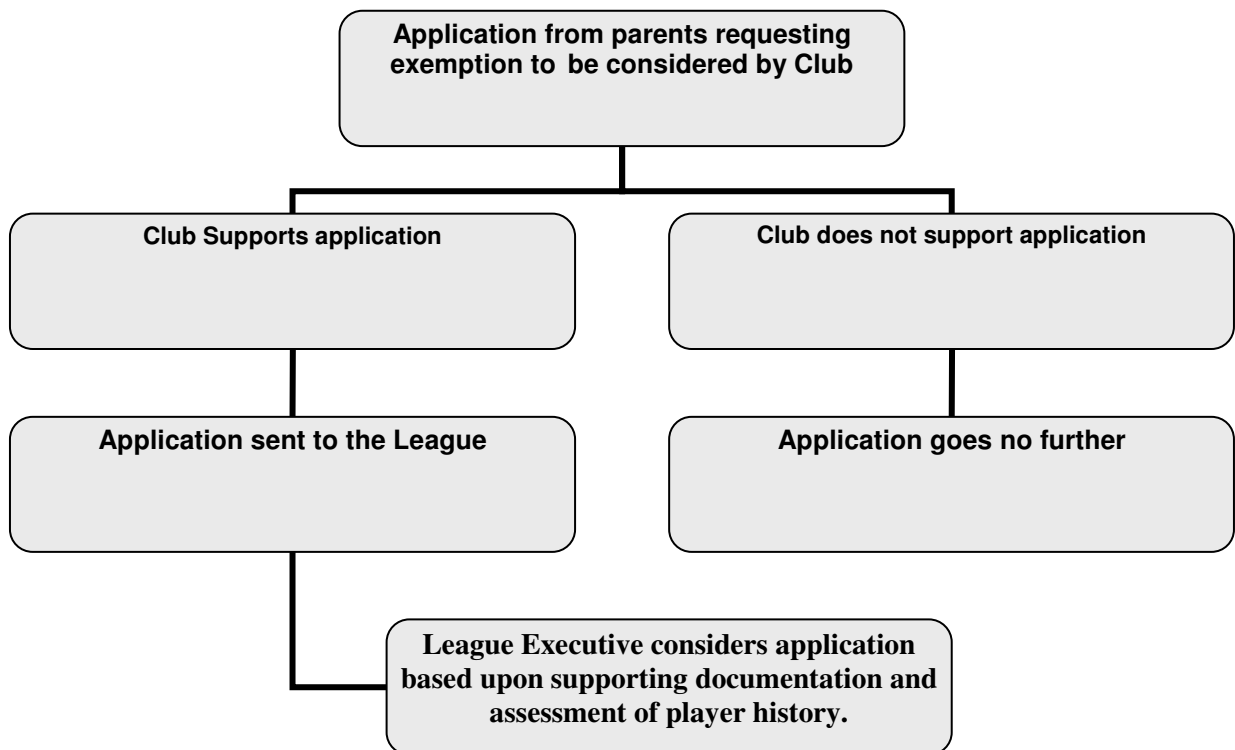 Application from parents requesting
exemption to be considered by Club
Club Supports application
Club does not support application
Application sent to the League
Application goes no further
League Executive considers application
based upon supporting documentation and
assessment of player history.